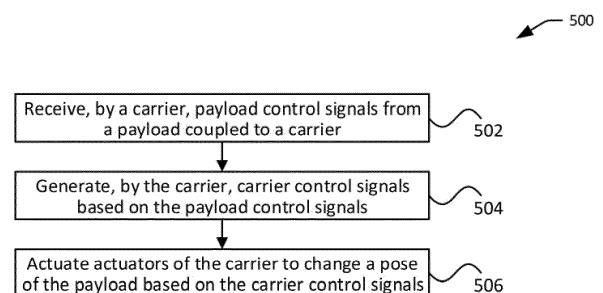 500
Receive, by a carrier, payload control signals from
a payload coupled to a carrier
502
Generate, by the carrier, carrier control signals
based on the payload control signals
504
Actuate actuators of the carrier to change a pose
of the payload based on the carrier control signals
506